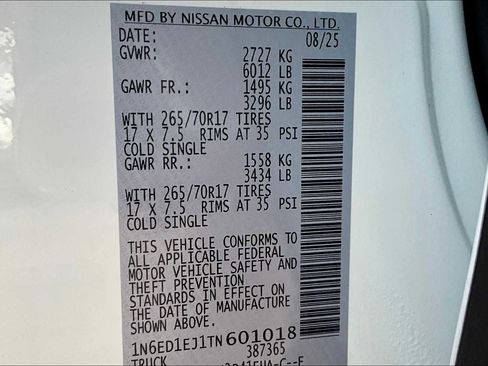 MFD BY NISSAN MOTOR CO., LTD.
DATE: 08/25
GVWR: 2727 KG
6012 LB
GAWR FR.: 1495 KG
3296 LB
WITH 265/70R17 TIRES
17 X 7.5 RIMS AT 35 PSI
COLD SINGLE
GAWR RR.: 1558 KG
3434 LB
WITH 265/70R17 TIRES
17 X 7.5 RIMS AT 35 PSI
COLD SINGLE
THIS VEHICLE CONFORMS TO
ALL APPLICABLE FEDERAL
MOTOR VEHICLE SAFETY AND
THEFT PREVENTION
STANDARDS IN EFFECT ON
THE DATE OF MANUFACTURE
SHOWN ABOVE.
1N6ED1EJ1TN601018
387365
TRUCK